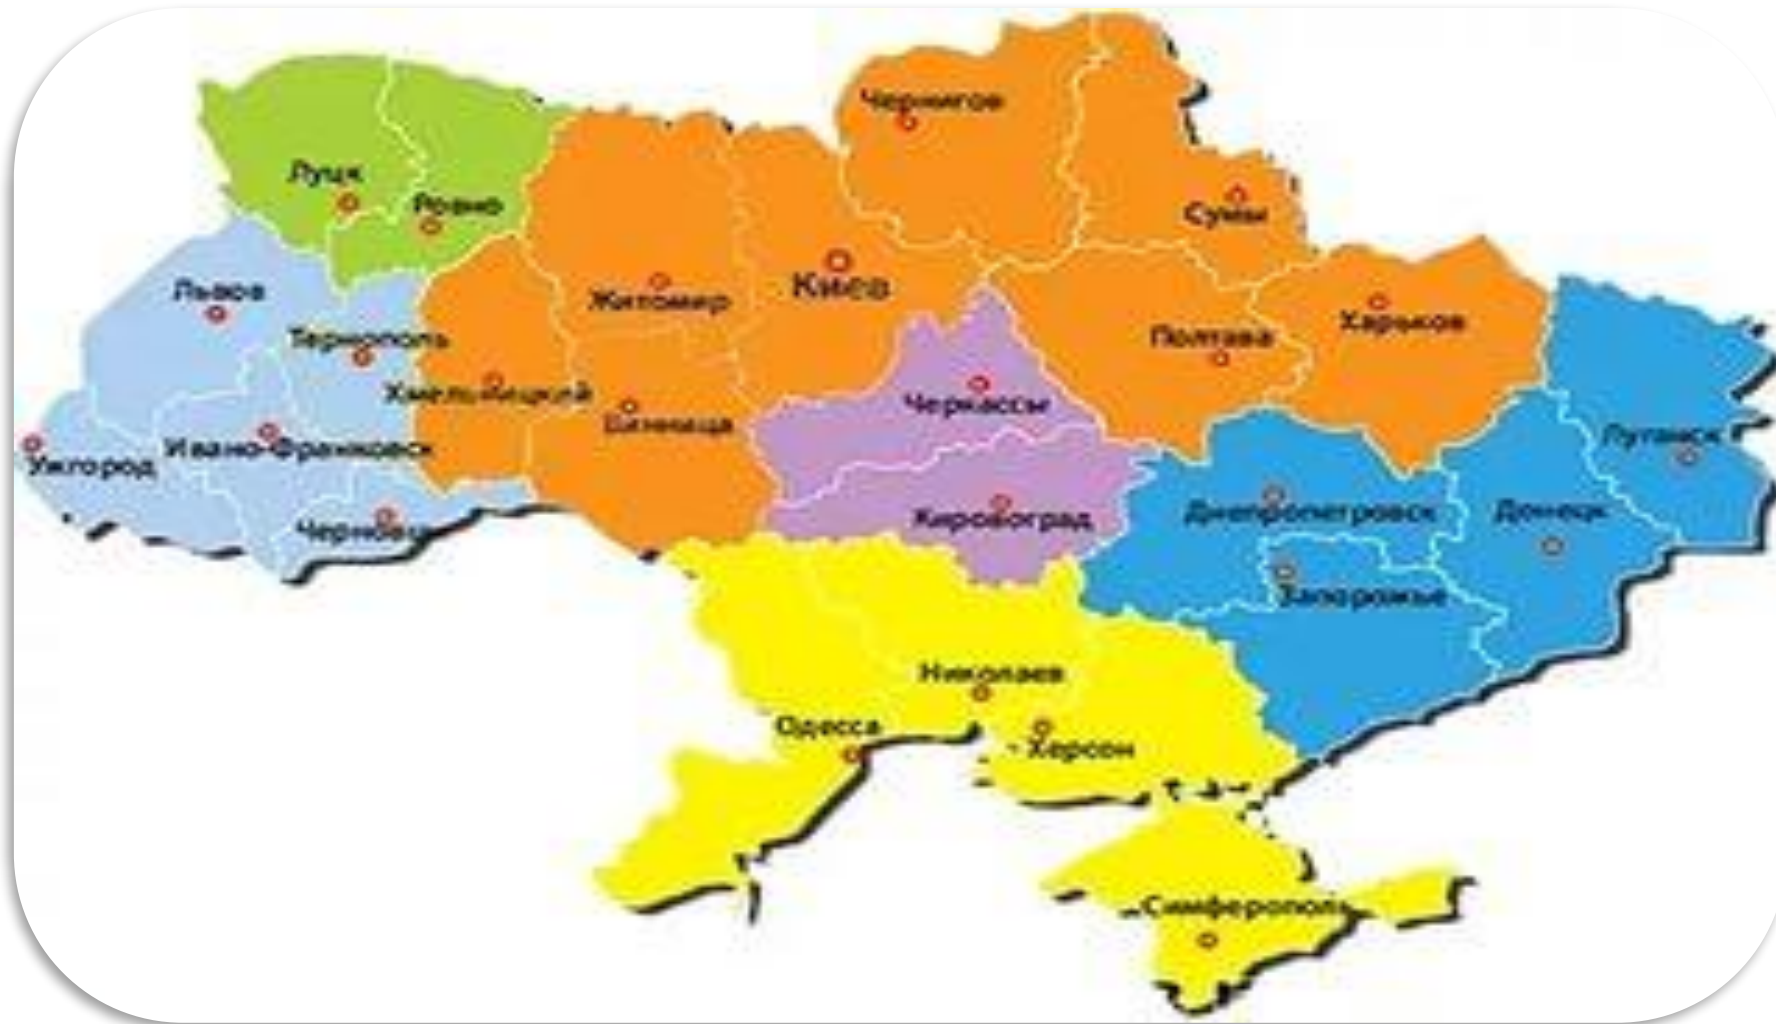 Чернигов
Луцк
Ровно
Сумы
Киев
Львов
Житомир
Харьков
Тернополь
Полтава
Хмельницкий
Черкассы
Винница
Луганск
Ивано-Франковск
Ужгород
Днепропетровск
Донецк
Кировоград
Черновц
Запорожье
Николаев
Одесса
Херсон
Симферополь